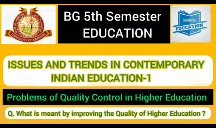 BG 5th Semester
EDUCATION
EDUCATION
ISSUES AND TRENDS IN CONTEMPORARY
INDIAN EDUCATION-1
Problems of Quality Control in Higher Education
Q. What is meant by improving the Quality of Higher Education ?